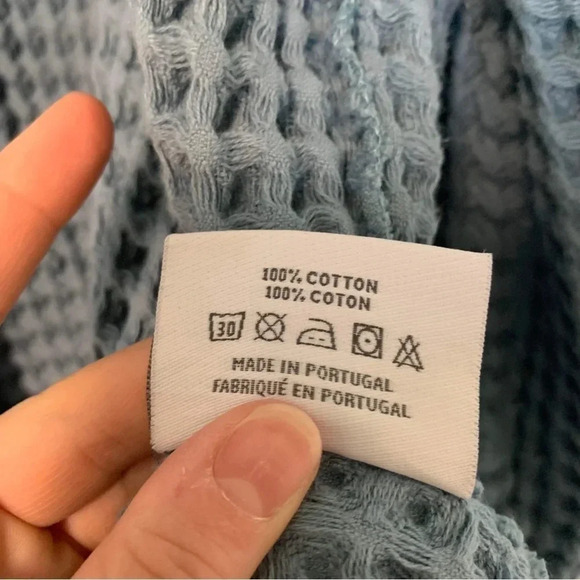 100% COTTON
100% COTON
30
MADE IN PORTUGAL
FABRIQUÉ EN PORTUGAL